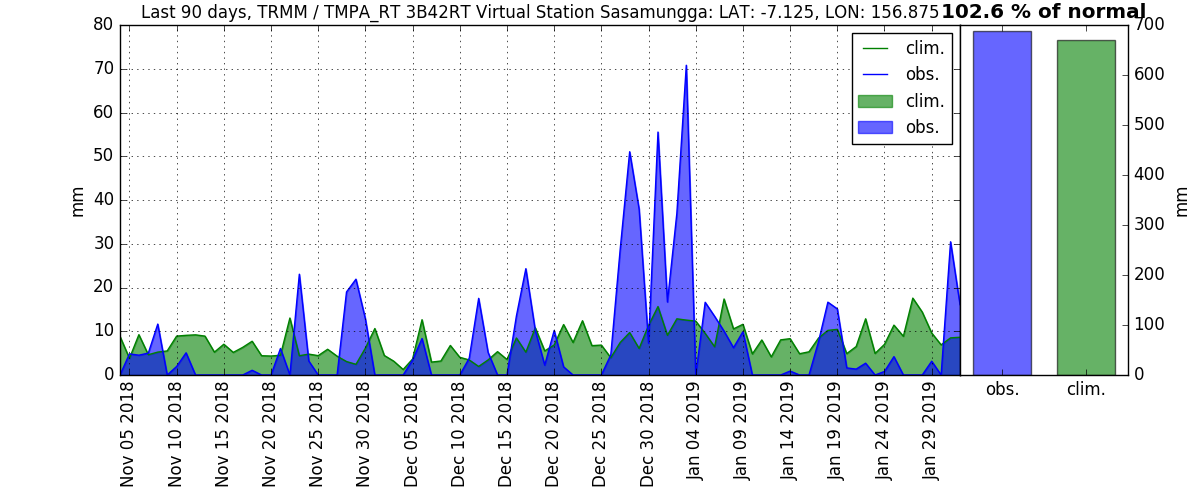 Last 90 days, TRMM / TMPA_RT 3B42RT Virtual Station Sasamungga: LAT: -7.125, LON: 156.875
102.6 % of normal
80
70
60
50
40
30
20
10
0
mm
clim.
obs.
clim.
obs.
700
600
500
400
300
200
100
0
mm
obs.
clim.
Nov 05 2018
Nov 10 2018
Nov 15 2018
Nov 20 2018
Nov 25 2018
Nov 30 2018
Dec 05 2018
Dec 10 2018
Dec 15 2018
Dec 20 2018
Dec 25 2018
Dec 30 2018
Jan 04 2019
Jan 09 2019
Jan 14 2019
Jan 19 2019
Jan 24 2019
Jan 29 2019